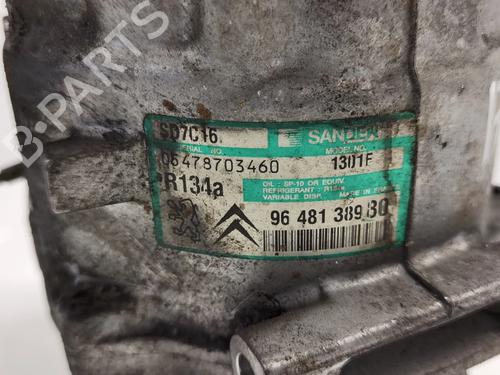 B-PARTS
SD7C16
SANDEN
SERIAL NO.
MODEL NO.
06478703460
1301F
R134a
OIL : SP-10 OR EQUIV.
REFRIGERANT : R134a
VARIABLE DISP. MADE IN FRANCE
96 481 389 80